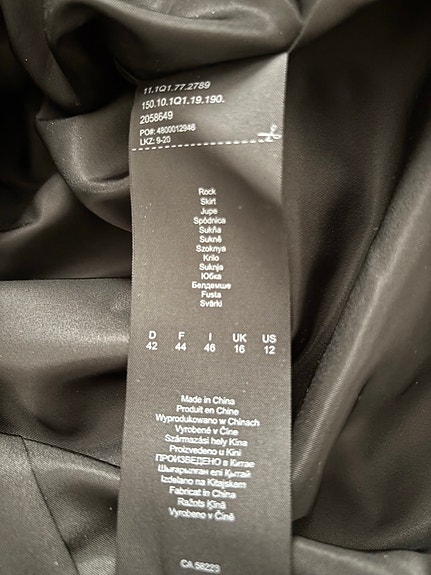 11.1Q1.77.2789
150.10.1Q1.19.190.
2058649
PO#: 4800012946
LKZ: 9-20
Rock
Skirt
Jupe
Spódnica
Sukňa
Sukně
Szoknya
Krilo
Suknja
Юбка
Белдемше
Fusta
Svārki
D F I UK US
42 44 46 16 12
Made in China
Produit en Chine
Wyprodukowano w Chinach
Vyrobené v Číne
Származási hely Kína
Proizvedeno u Kini
ПРОИЗВЕДЕНО в Китае
Шығарылған елі Қытай
Izdelano na Kitajskem
Fabricat in China
Ražots Ķīnā
Vyrobeno v Číně
CA 58223